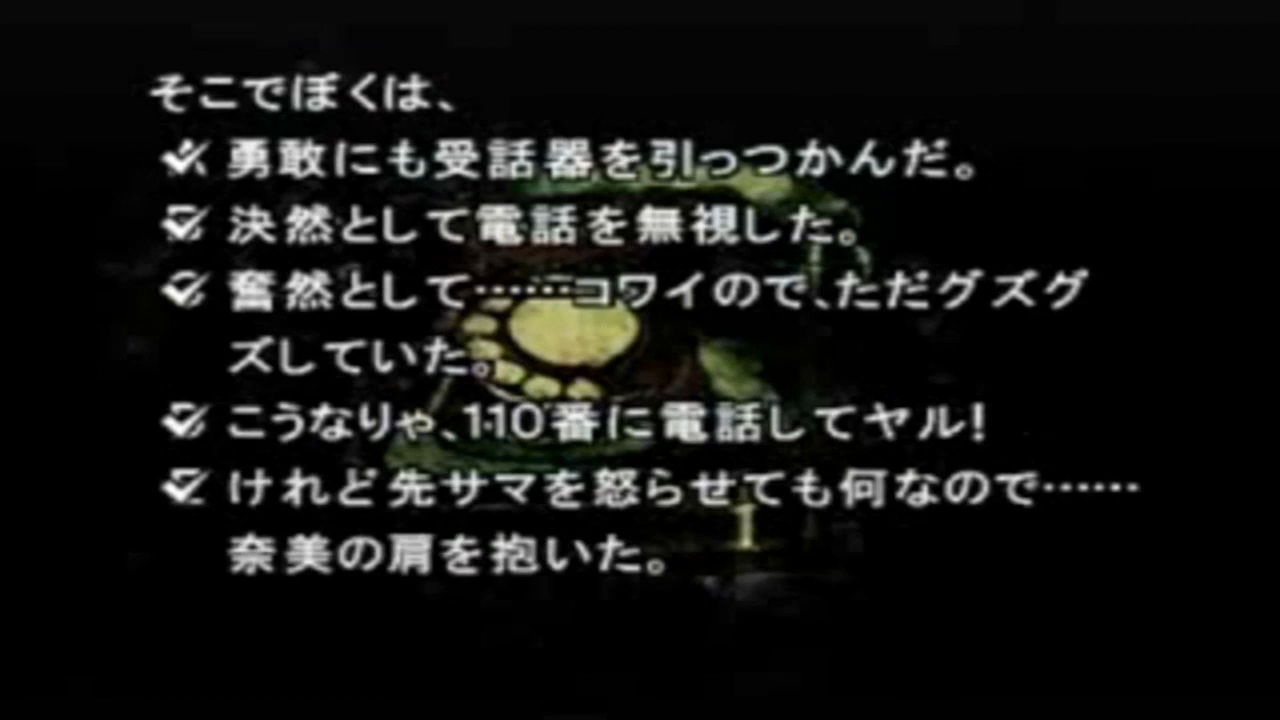 そこでぼくは、
勇敢にも受話器を引っつかんだ。
決然として電話を無視した。
奮然として……コワイので、ただグズグ
ズしていた。
こうなりゃ、110番に電話してヤル！
けれど先サマを怒らせても何なので……
奈美の肩を抱いた。
1